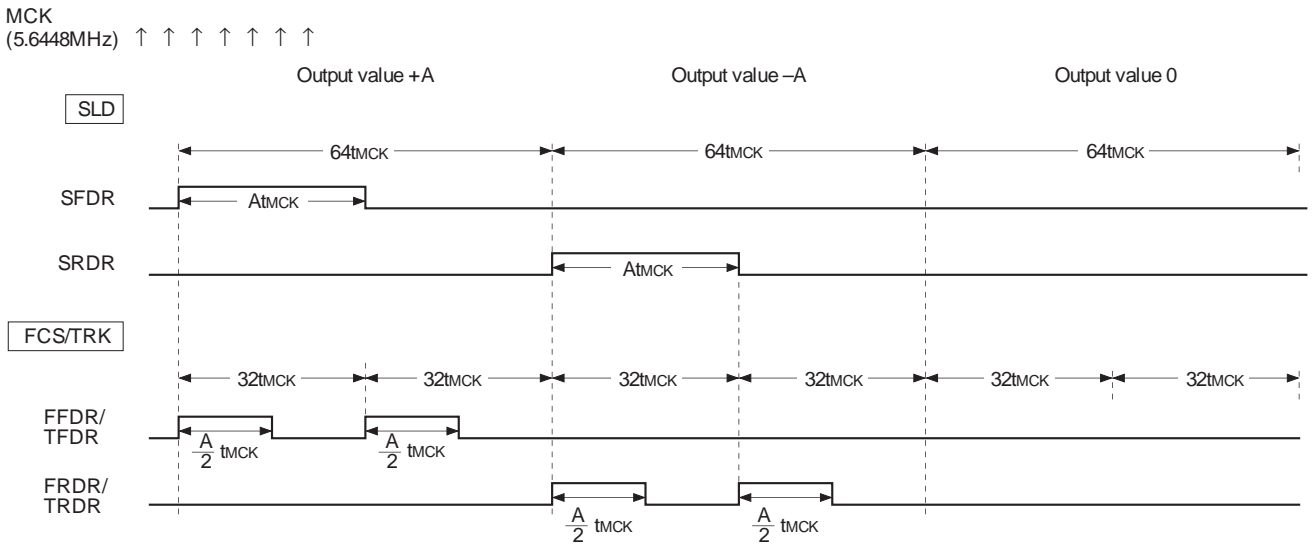 MCK
(5.6448MHz) ↑ ↑ ↑ ↑ ↑ ↑ ↑
Output value +A Output value –A Output value 0
SLD
64tMCK 64tMCK 64tMCK
SFDR
AtMCK
SRDR
AtMCK
FCS/TRK
32tMCK 32tMCK 32tMCK 32tMCK 32tMCK 32tMCK
FFDR/
TFDR
A/2 tMCK A/2 tMCK
FRDR/
TRDR
A/2 tMCK A/2 tMCK